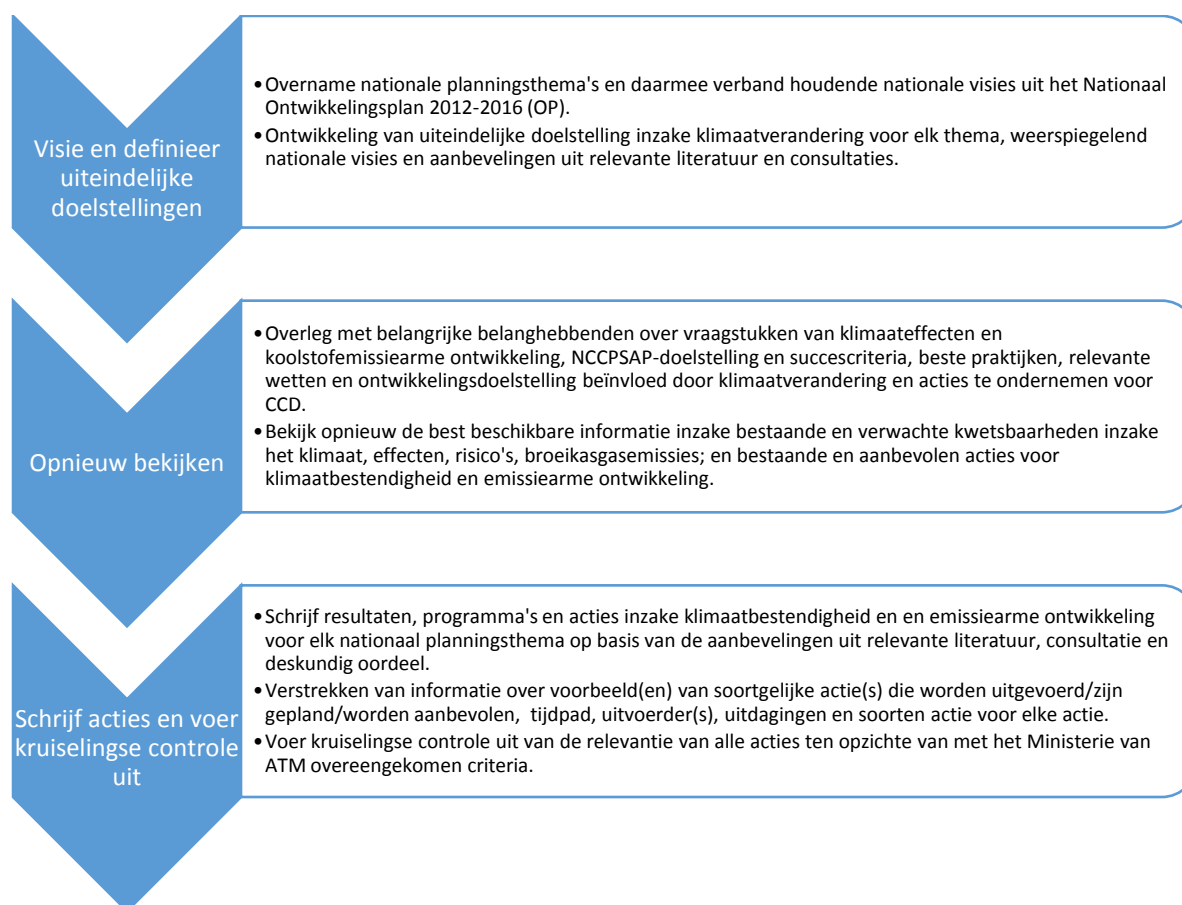 Visie en definieer
uiteindelijke
doelstellingen
•Overname nationale planningsthema's en daarmee verband houdende nationale visies uit het Nationaal
Ontwikkelingsplan 2012-2016 (OP).
•Ontwikkeling van uiteindelijke doelstelling inzake klimaatverandering voor elk thema, weerspiegelend
nationale visies en aanbevelingen uit relevante literatuur en consultaties.
Opnieuw bekijken
•Overleg met belangrijke belanghebbenden over vraagstukken van klimaateffecten en
koolstofemissiearme ontwikkeling, NCCPSAP-doelstelling en succescriteria, beste praktijken, relevante
wetten en ontwikkelingsdoelstelling beïnvloed door klimaatverandering en acties te ondernemen voor
CCD.
•Bekijk opnieuw de best beschikbare informatie inzake bestaande en verwachte kwetsbaarheden inzake
het klimaat, effecten, risico's, broeikasgasemissies; en bestaande en aanbevolen acties voor
klimaatbestendigheid en emissiearme ontwikkeling.
Schrijf acties en voer
kruiselingse controle
uit
•Schrijf resultaten, programma's en acties inzake klimaatbestendigheid en en emissiearme ontwikkeling
voor elk nationaal planningsthema op basis van de aanbevelingen uit relevante literatuur, consultatie en
deskundig oordeel.
•Verstrekken van informatie over voorbeeld(en) van soortgelijke actie(s) die worden uitgevoerd/zijn
gepland/worden aanbevolen, tijdpad, uitvoerder(s), uitdagingen en soorten actie voor elke actie.
•Voer kruiselingse controle uit van de relevantie van alle acties ten opzichte van met het Ministerie van
ATM overeengekomen criteria.